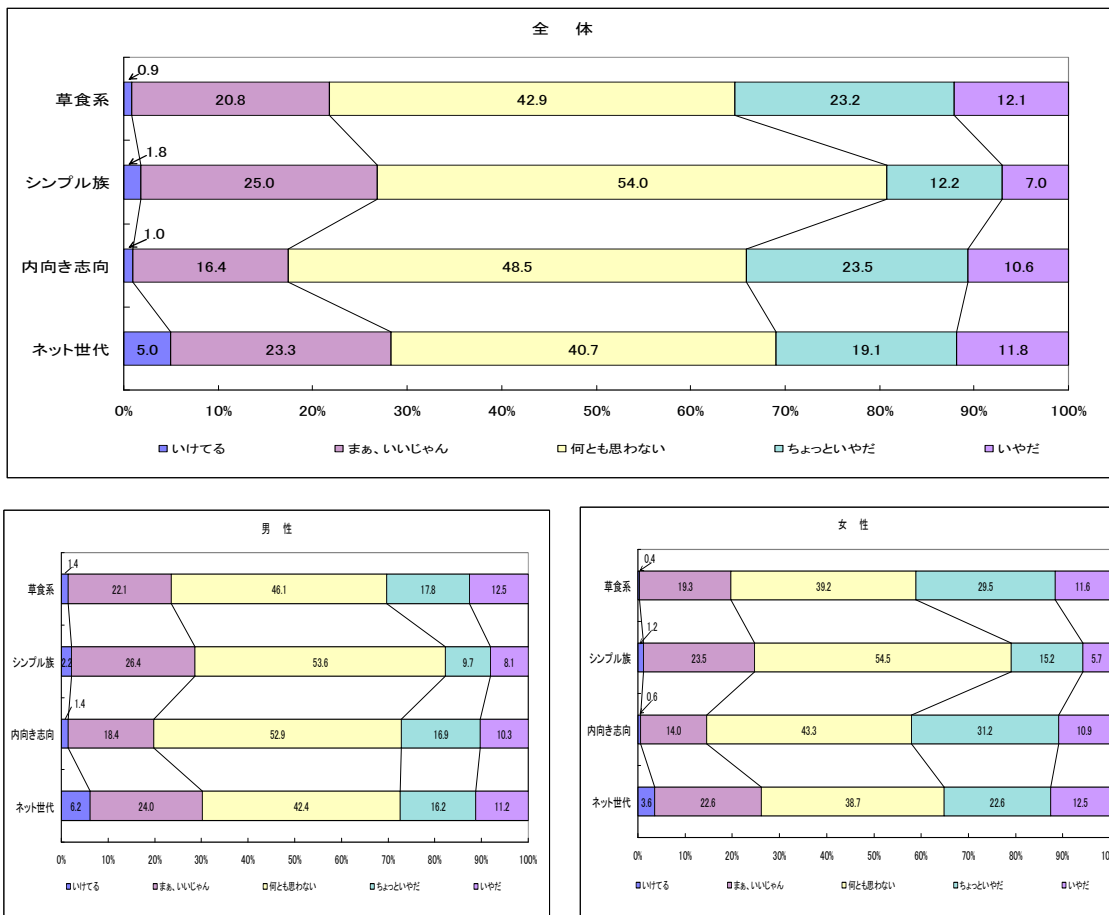 全 体
0.9
草食系 20.8 42.9 23.2 12.1
1.8
シンプル族 25.0 54.0 12.2 7.0
1.0
内向き志向 16.4 48.5 23.5 10.6
ネット世代 5.0 23.3 40.7 19.1 11.8
0% 10% 20% 30% 40% 50% 60% 70% 80% 90% 100%
いけてる まぁ、いいじゃん 何とも思わない ちょっといやだ いやだ
男 性
1.4
草食系 22.1 46.1 17.8 12.5
シンプル族 2.2 26.4 53.6 9.7 8.1
1.4
内向き志向 18.4 52.9 16.9 10.3
ネット世代 6.2 24.0 42.4 16.2 11.2
0% 10% 20% 30% 40% 50% 60% 70% 80% 90% 100%
いけてる まぁ、いいじゃん 何とも思わない ちょっといやだ いやだ
女 性
0.4
草食系 19.3 39.2 29.5 11.6
1.2
シンプル族 23.5 54.5 15.2 5.7
0.6
内向き志向 14.0 43.3 31.2 10.9
ネット世代 3.6 22.6 38.7 22.6 12.5
0% 10% 20% 30% 40% 50% 60% 70% 80% 90% 100%
いけてる まぁ、いいじゃん 何とも思わない ちょっといやだ いやだ